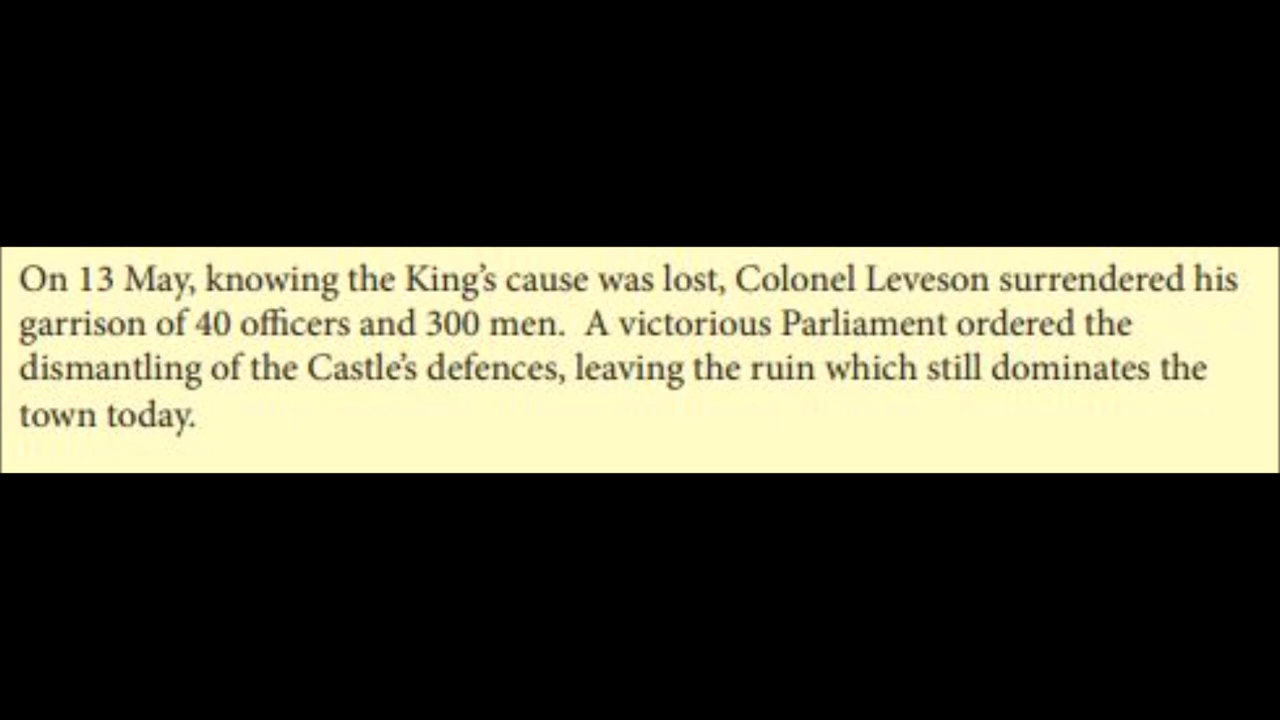 On 13 May, knowing the King’s cause was lost, Colonel Leveson surrendered his
garrison of 40 officers and 300 men.  A victorious Parliament ordered the
dismantling of the Castle’s defences, leaving the ruin which still dominates the
town today.